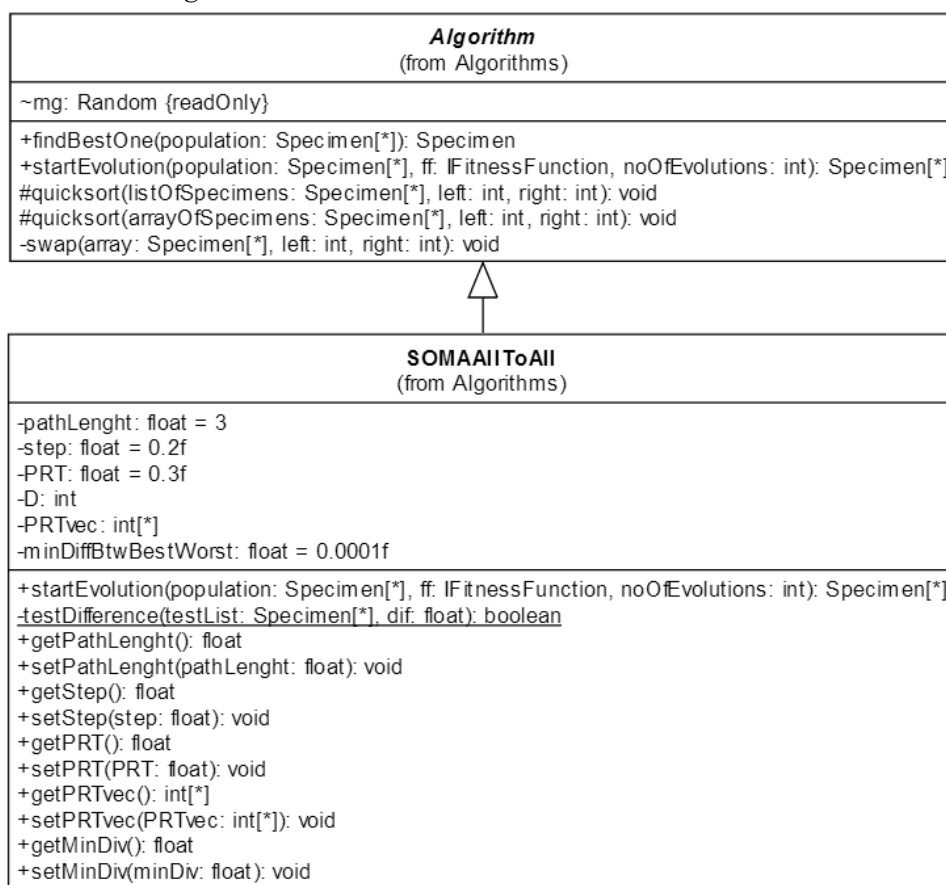 Algorithm
(from Algorithms)
~rng: Random {readOnly}
+findBestOne(population: Specimen[*]): Specimen
+startEvolution(population: Specimen[*], ff: IFitnessFunction, noOfEvolutions: int): Specimen[*]
#quicksort(listOfSpecimens: Specimen[*], left: int, right: int): void
#quicksort(arrayOfSpecimens: Specimen[*], left: int, right: int): void
-swap(array: Specimen[*], left: int, right: int): void
SOMAAllToAll
(from Algorithms)
-pathLenght: float = 3
-step: float = 0.2f
-PRT: float = 0.3f
-D: int
-PRTvec: int[*]
-minDiffBtwBestWorst: float = 0.0001f
+startEvolution(population: Specimen[*], ff: IFitnessFunction, noOfEvolutions: int): Specimen[*]
-testDifference(testList: Specimen[*], dif: float): boolean
+getPathLenght(): float
+setPathLenght(pathLenght: float): void
+getStep(): float
+setStep(step: float): void
+getPRT(): float
+setPRT(PRT: float): void
+getPRTvec(): int[*]
+setPRTvec(PRTvec: int[*]): void
+getMinDiv(): float
+setMinDiv(minDiv: float): void